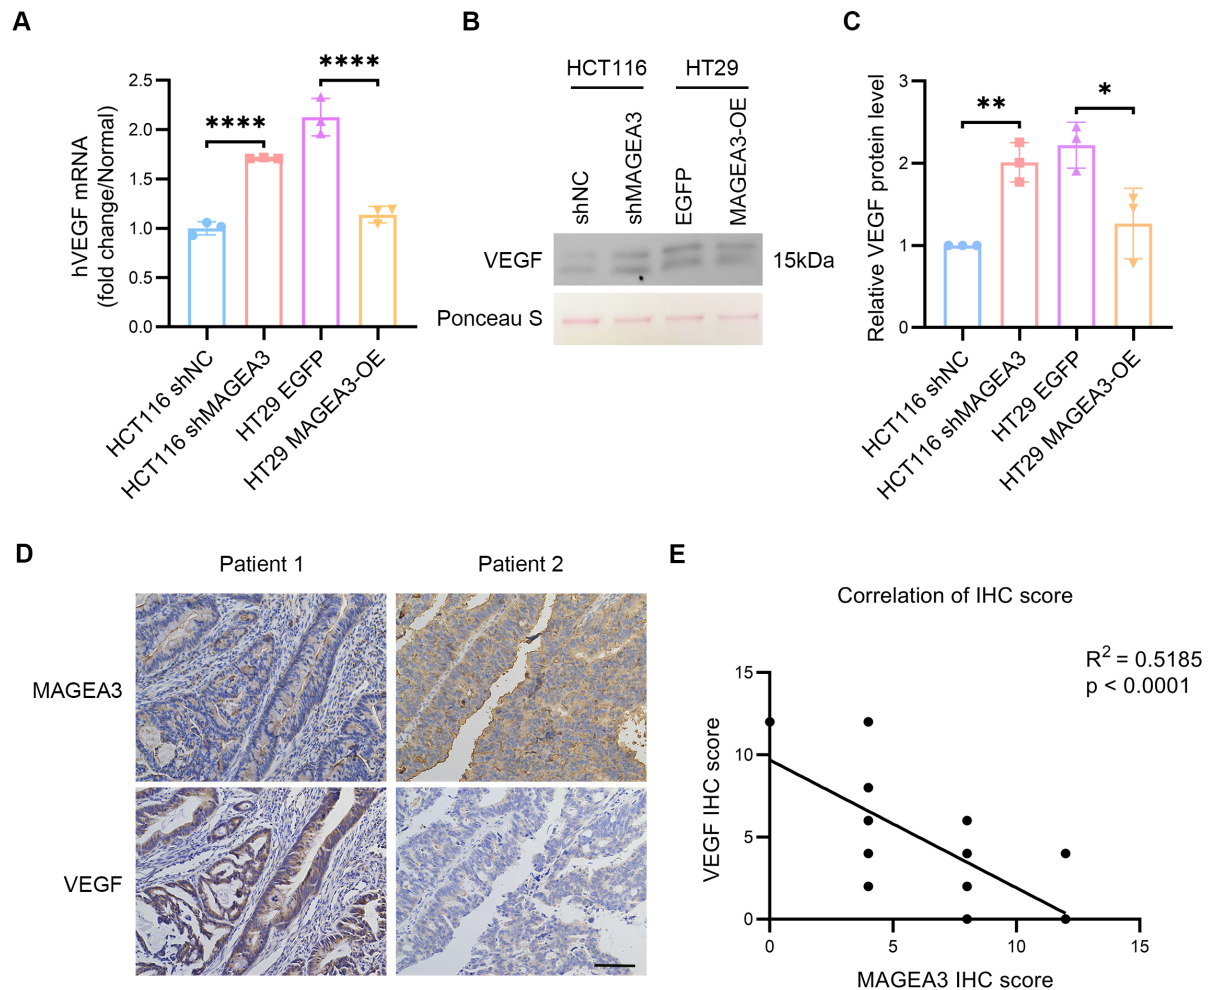 A
hVEGF mRNA
(fold change/Normal)
2.5
2.0
1.5
1.0
0.5
0.0
****
****
HCT116 shNC
HCT116 shMAGEA3
HT29 EGFP
HT29 MAGEA3-OE
B
HCT116
HT29
shNC
shMAGEA3
EGFP
MAGEA3-OE
VEGF
15kDa
Ponceau S
C
Relative VEGF protein level
3
2
1
0
**
*
HCT116 shNC
HCT116 shMAGEA3
HT29 EGFP
HT29 MAGEA3-OE
D
Patient 1
Patient 2
MAGEA3
VEGF
E
Correlation of IHC score
R² = 0.5185
p < 0.0001
VEGF IHC score
15
10
5
0
0
5
10
15
MAGEA3 IHC score